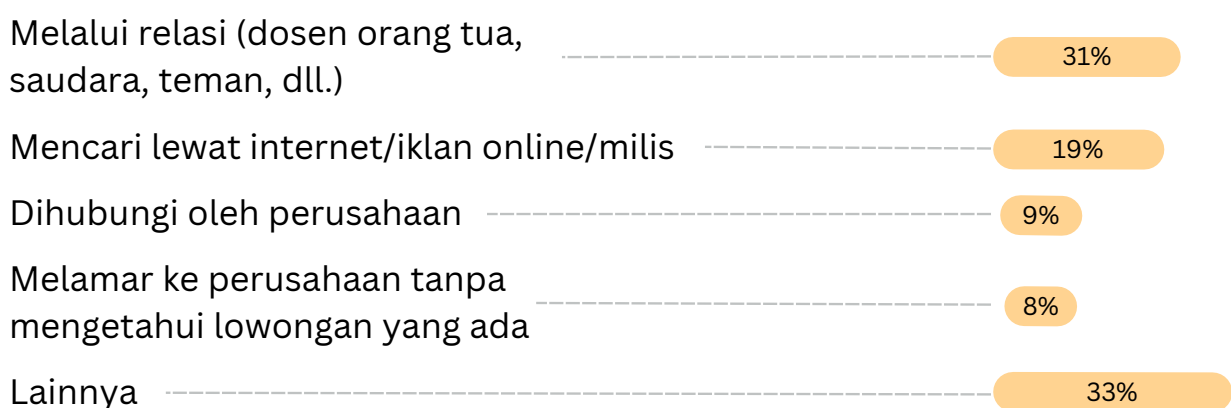 Melalui relasi (dosen orang tua,
saudara, teman, dll.)
31%
Mencari lewat internet/iklan online/milis
19%
Dihubungi oleh perusahaan
9%
Melamar ke perusahaan tanpa
mengetahui lowongan yang ada
8%
Lainnya
33%